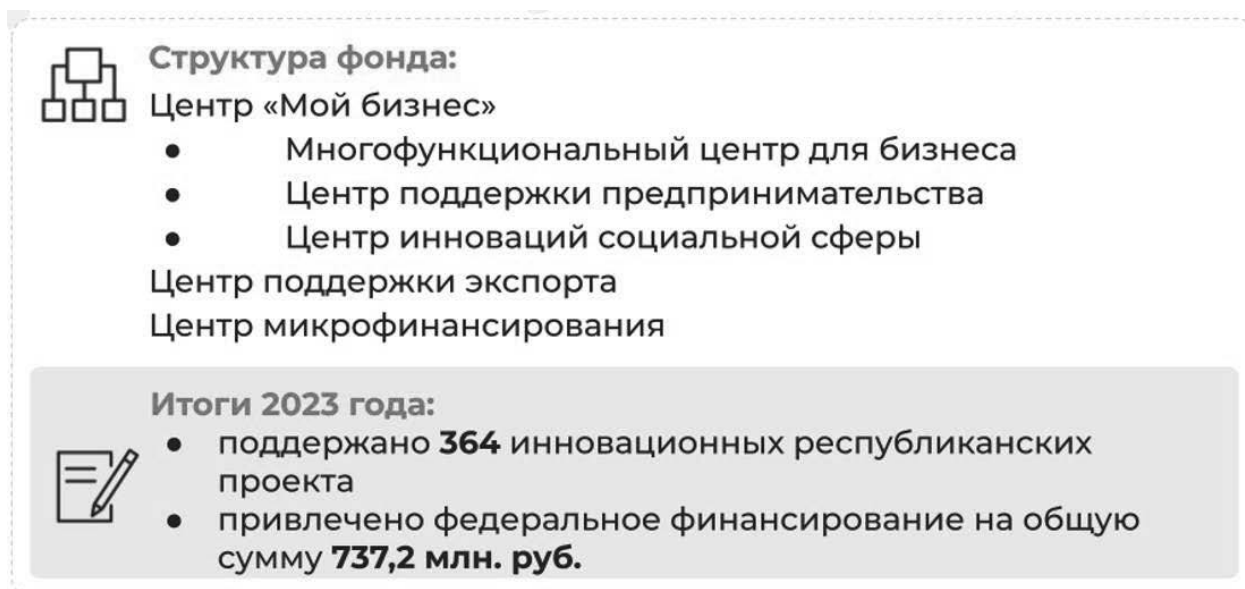 Структура фонда:
Центр «Мой бизнес»
● Многофункциональный центр для бизнеса
● Центр поддержки предпринимательства
● Центр инноваций социальной сферы
Центр поддержки экспорта
Центр микрофинансирования
Итоги 2023 года:
● поддержано 364 инновационных республиканских
проекта
● привлечено федеральное финансирование на общую
сумму 737,2 млн. руб.